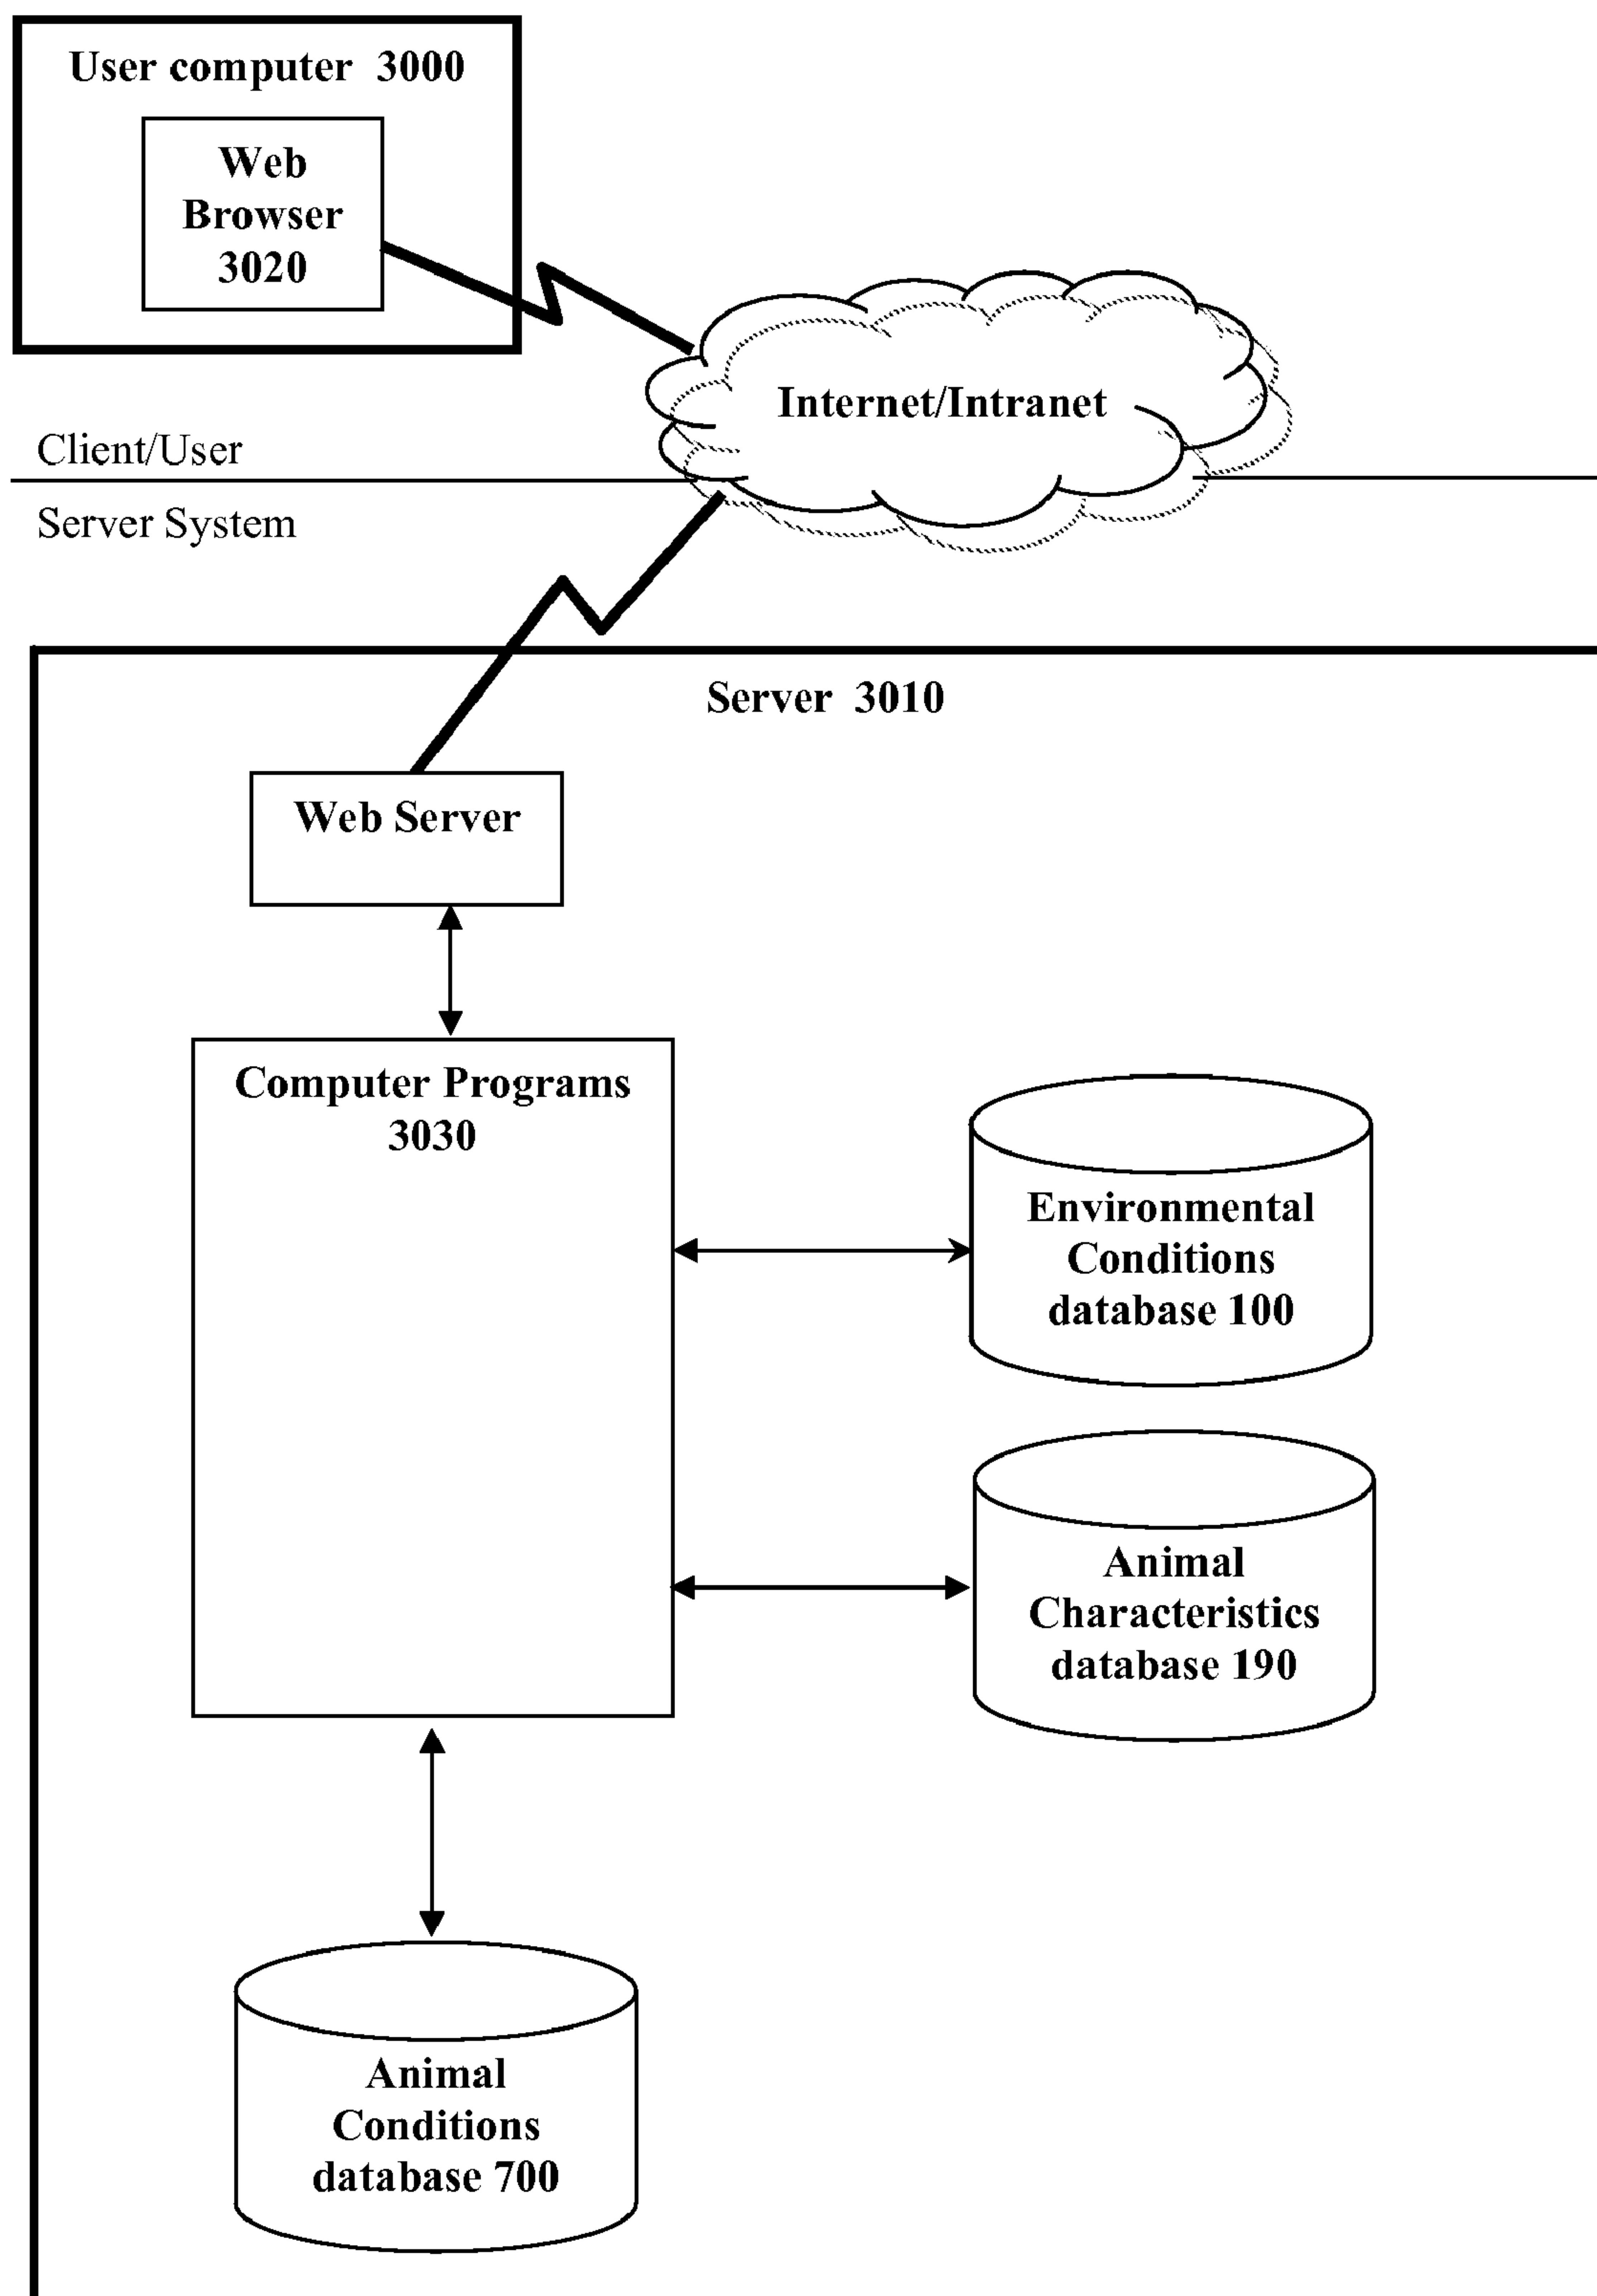 User computer 3000
Web
Browser
3020
Internet/Intranet
Client/User
Server System
Server 3010
Web Server
Computer Programs
3030
Environmental
Conditions
database 100
Animal
Characteristics
database 190
Animal
Conditions
database 700